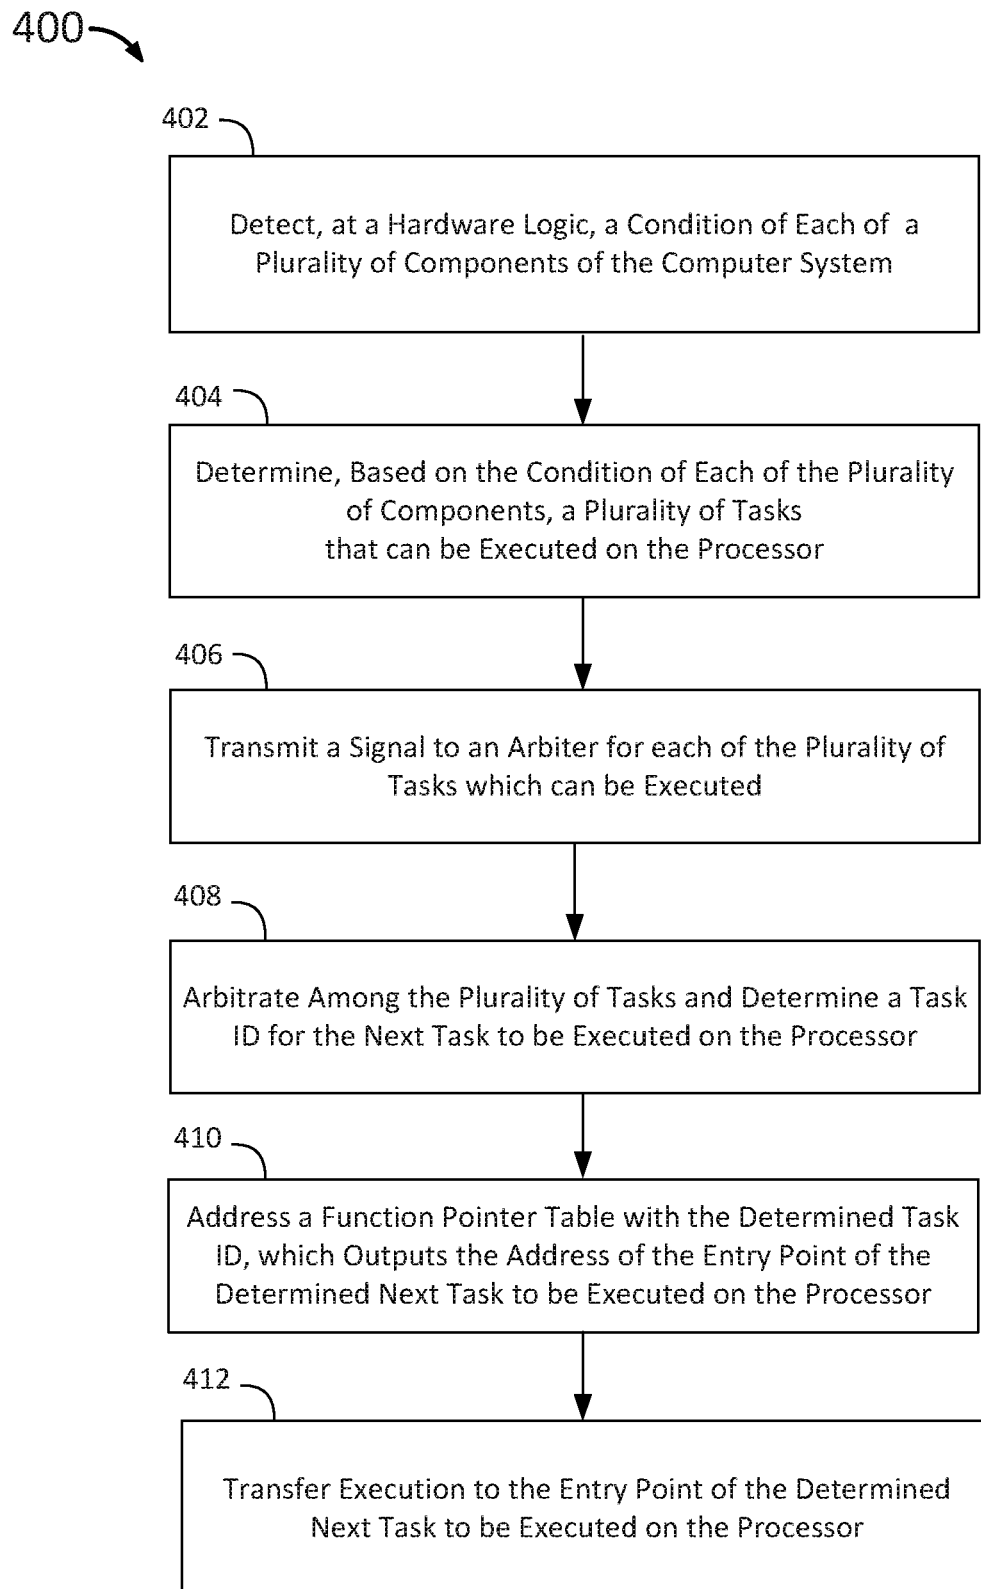 400
402
Detect, at a Hardware Logic, a Condition of Each of a
Plurality of Components of the Computer System
404
Determine, Based on the Condition of Each of the Plurality
of Components, a Plurality of Tasks
that can be Executed on the Processor
406
Transmit a Signal to an Arbiter for each of the Plurality of
Tasks which can be Executed
408
Arbitrate Among the Plurality of Tasks and Determine a Task
ID for the Next Task to be Executed on the Processor
410
Address a Function Pointer Table with the Determined Task
ID, which Outputs the Address of the Entry Point of the
Determined Next Task to be Executed on the Processor
412
Transfer Execution to the Entry Point of the Determined
Next Task to be Executed on the Processor